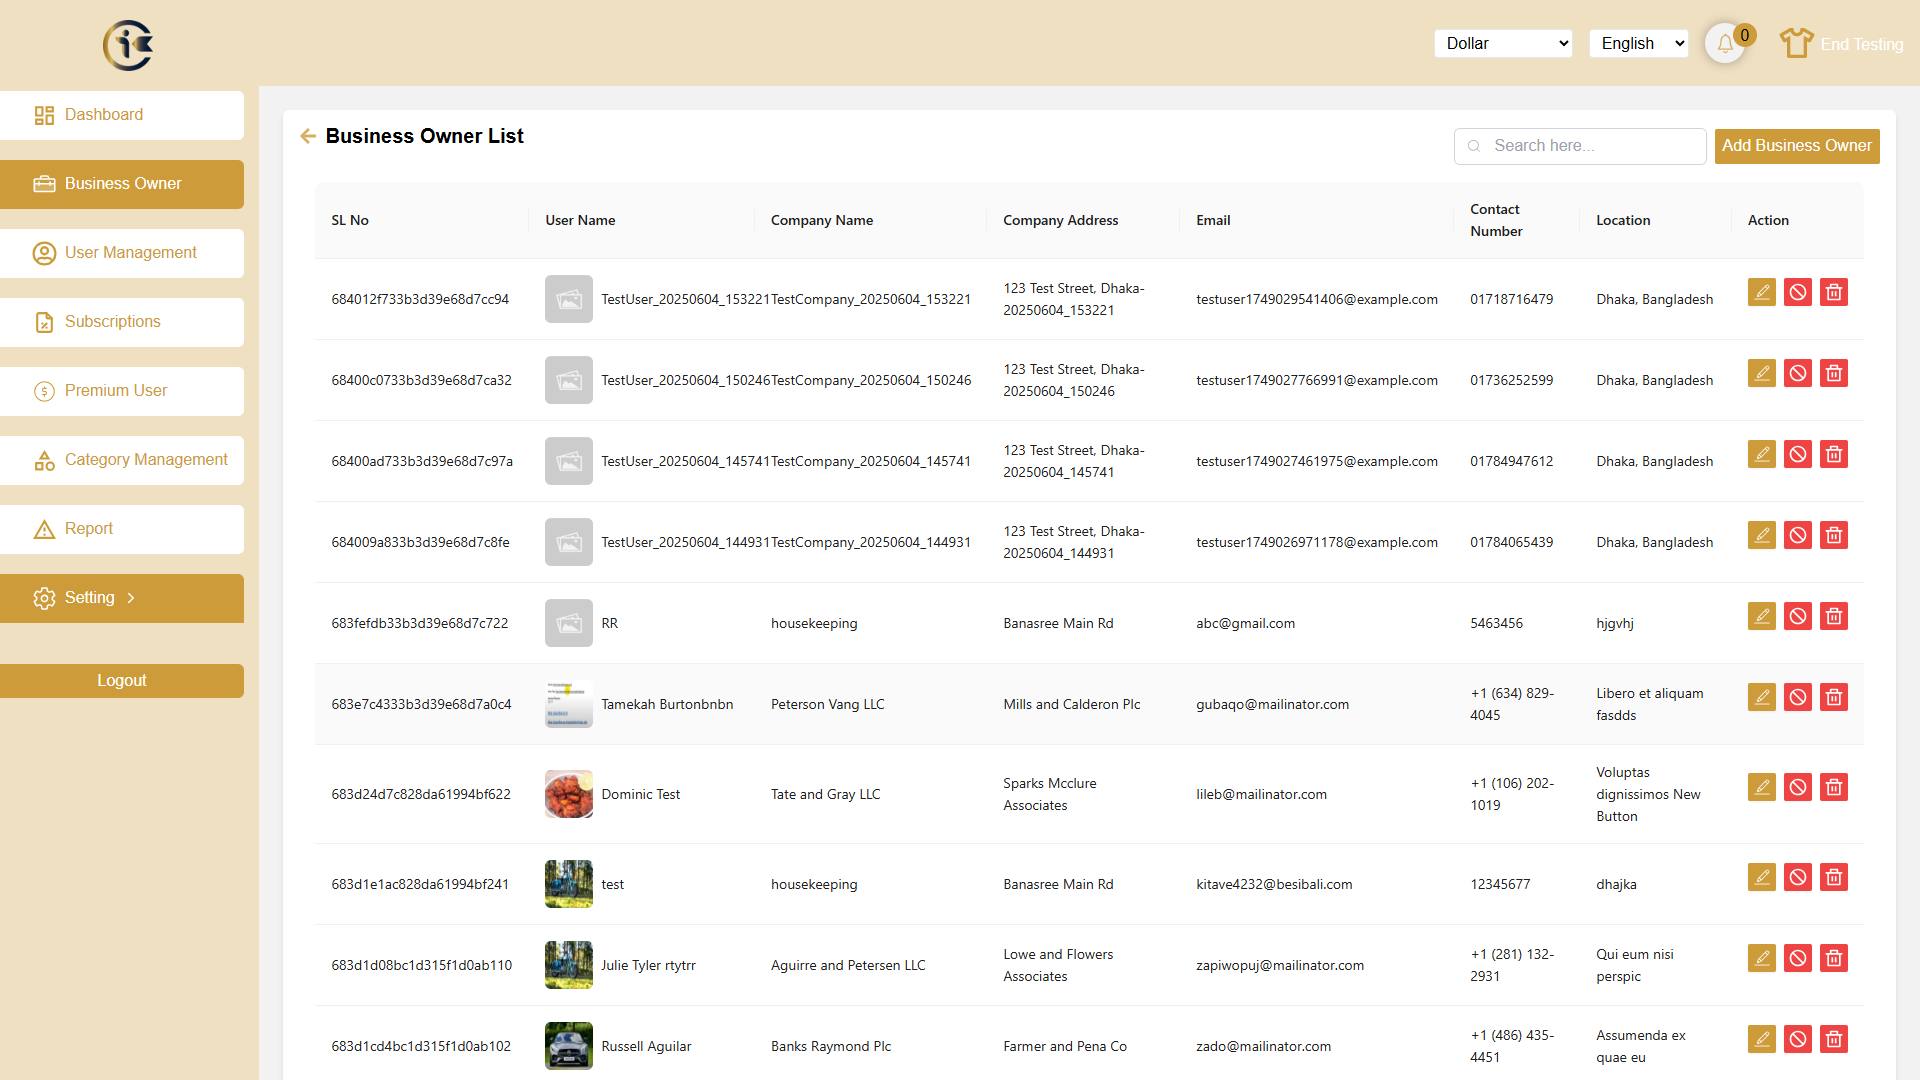 Dollar
English
0
End Testing
Dashboard
Business Owner
User Management
Subscriptions
Premium User
Category Management
Report
Setting
Logout
Business Owner List
Search here...
Add Business Owner
SL No User Name Company Name Company Address Email Contact Number Location Action
684012f733b3d39e68d7cc94 TestUser_20250604_153221 TestCompany_20250604_153221 123 Test Street, Dhaka-20250604_153221 testuser1749029541406@example.com 01718716479 Dhaka, Bangladesh
68400c0733b3d39e68d7ca32 TestUser_20250604_150246 TestCompany_20250604_150246 123 Test Street, Dhaka-20250604_150246 testuser1749027766991@example.com 01736252599 Dhaka, Bangladesh
68400ad733b3d39e68d7c97a TestUser_20250604_145741 TestCompany_20250604_145741 123 Test Street, Dhaka-20250604_145741 testuser1749027461975@example.com 01784947612 Dhaka, Bangladesh
684009a833b3d39e68d7c8fe TestUser_20250604_144931 TestCompany_20250604_144931 123 Test Street, Dhaka-20250604_144931 testuser1749026971178@example.com 01784065439 Dhaka, Bangladesh
683fefdb33b3d39e68d7c722 RR housekeeping Banasree Main Rd abc@gmail.com 5463456 hjgvhj
683e7c4333b3d39e68d7a0c4 Tamekah Burtonbnbn Peterson Vang LLC Mills and Calderon Plc gubaqo@mailinator.com +1 (634) 829-4045 Libero et aliquam fasdds
683d24d7c828da61994bf622 Dominic Test Tate and Gray LLC Sparks Mcclure Associates lileb@mailinator.com +1 (106) 202-1019 Voluptas dignissimos New Button
683d1e1ac828da61994bf241 test housekeeping Banasree Main Rd kitave4232@besibali.com 12345677 dhajka
683d1d08bc1d315f1d0ab110 Julie Tyler rtytrr Aguirre and Petersen LLC Lowe and Flowers Associates zapiwopuj@mailinator.com +1 (281) 132-2931 Qui eum nisi perspic
683d1cd4bc1d315f1d0ab102 Russell Aguilar Banks Raymond Plc Farmer and Pena Co zado@mailinator.com +1 (486) 435-4451 Assumenda ex quae eu